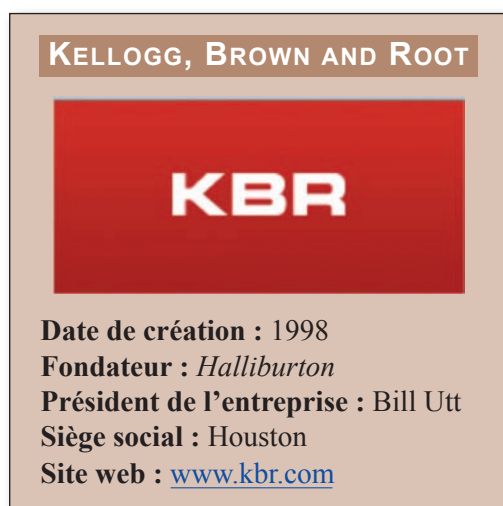 KELLOGG, BROWN AND ROOT
KBR
Date de création : 1998
Fondateur : Halliburton
Président de l’entreprise : Bill Utt
Siège social : Houston
Site web : www.kbr.com